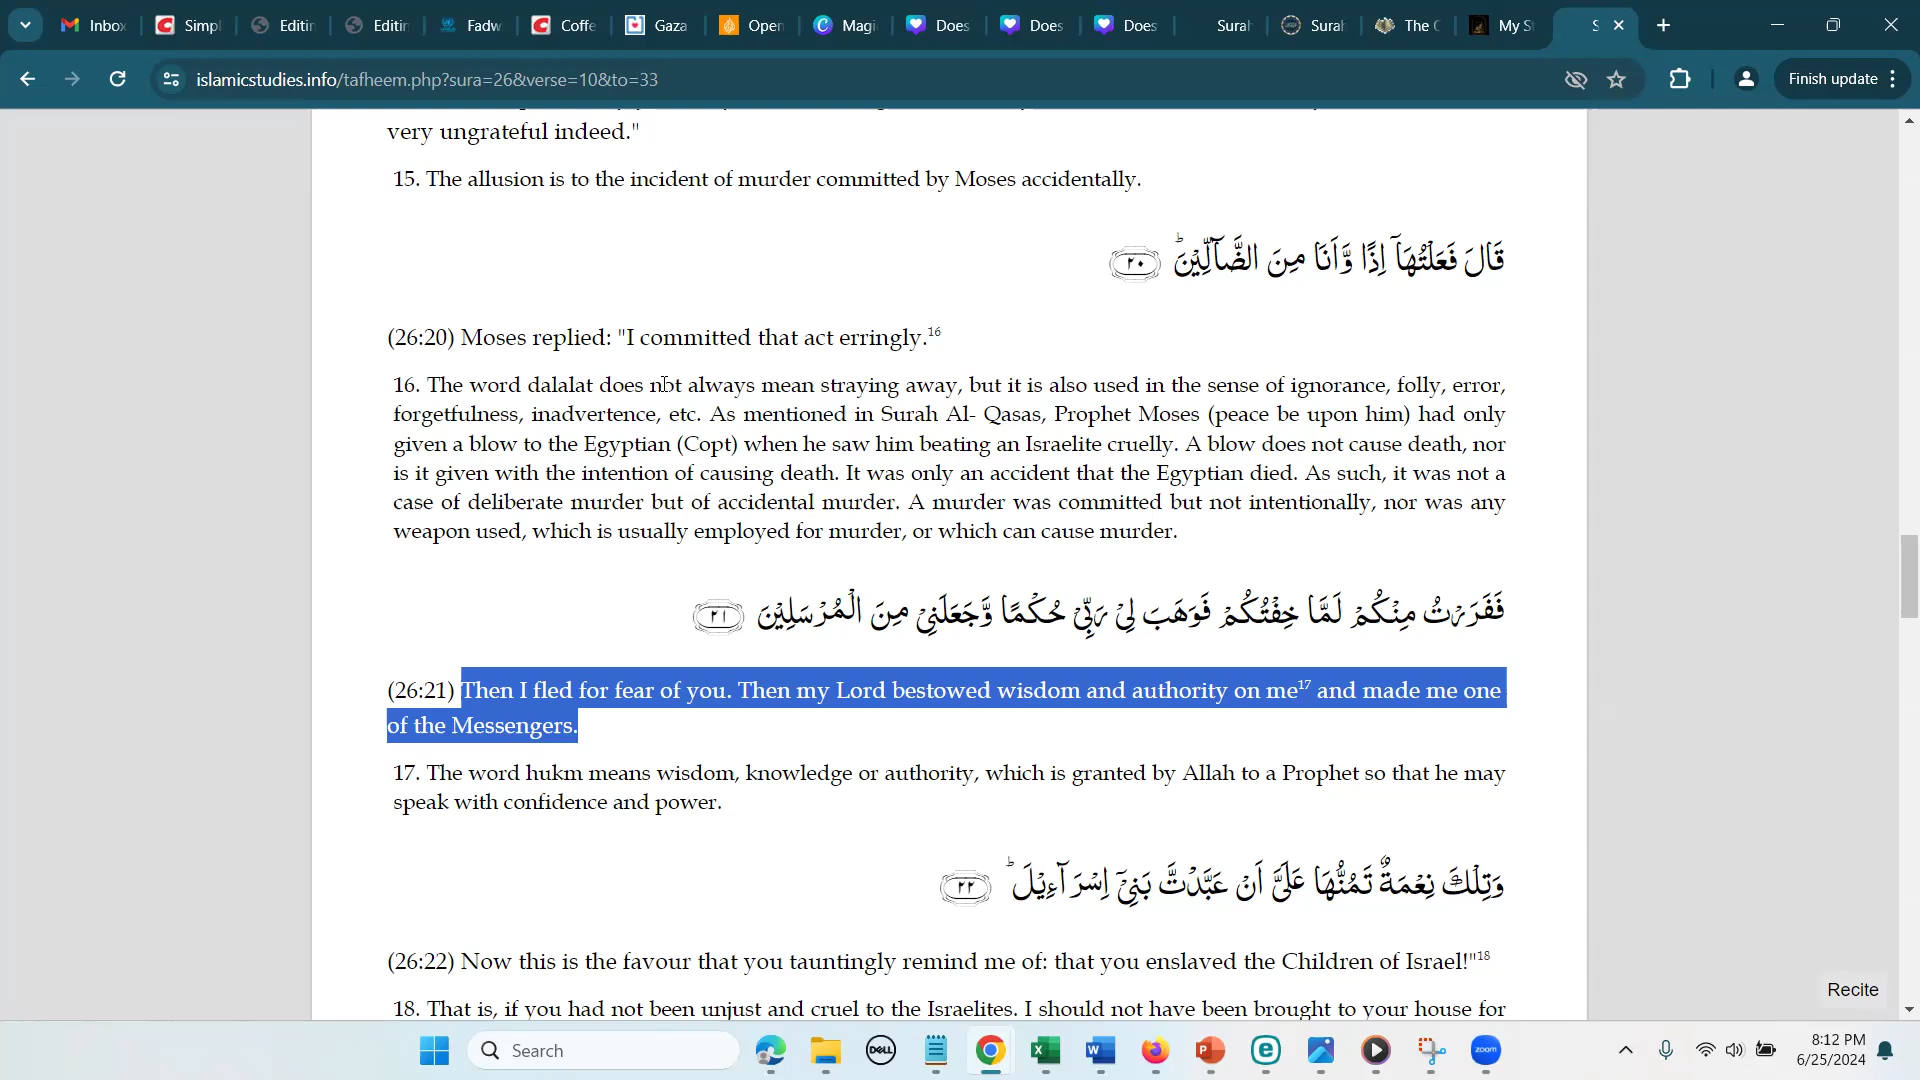 Inbox
Simpl
Editin
Editin
Fadw
Coffe
Gaza
Open
Magi
Does
Does
Does
Surah
Surah
The C
My S
S
islamicstudies.info/tafheem.php?sura=26&verse=10&to=33
Finish update
very ungrateful indeed."
15. The allusion is to the incident of murder committed by Moses accidentally.
قَالَ فَعَلْتُهَاۤ اِذًا وَّاَنَا مِنَ الضَّآلِّيْنَؕ ‏﴿۲۰﴾
(26:20) Moses replied: "I committed that act erringly.16
16. The word dalalat does not always mean straying away, but it is also used in the sense of ignorance, folly, error,
forgetfulness, inadvertence, etc. As mentioned in Surah Al- Qasas, Prophet Moses (peace be upon him) had only
given a blow to the Egyptian (Copt) when he saw him beating an Israelite cruelly. A blow does not cause death, nor
is it given with the intention of causing death. It was only an accident that the Egyptian died. As such, it was not a
case of deliberate murder but of accidental murder. A murder was committed but not intentionally, nor was any
weapon used, which is usually employed for murder, or which can cause murder.
فَفَرَرْتُ مِنْكُمْ لَمَّا خِفْتُكُمْ فَوَهَبَ لِىْ رَبِّىْ حُكْمًا وَّجَعَلَنِىْ مِنَ الْمُرْسَلِيْنَ ‏﴿۲۱﴾
(26:21) Then I fled for fear of you. Then my Lord bestowed wisdom and authority on me17 and made me one
of the Messengers.
17. The word hukm means wisdom, knowledge or authority, which is granted by Allah to a Prophet so that he may
speak with confidence and power.
وَتِلْكَ نِعْمَةٌ تَمُنُّهَا عَلَىَّ اَنْ عَبَّدْتَّ بَنِىْۤ اِسْرَآءِيْلَؕ ‏﴿۲۲﴾
(26:22) Now this is the favour that you tauntingly remind me of: that you enslaved the Children of Israel!"18
Recite
18. That is, if you had not been unjust and cruel to the Israelites. I should not have been brought to your house for
Search
DELL
zoom
8:12 PM
6/25/2024